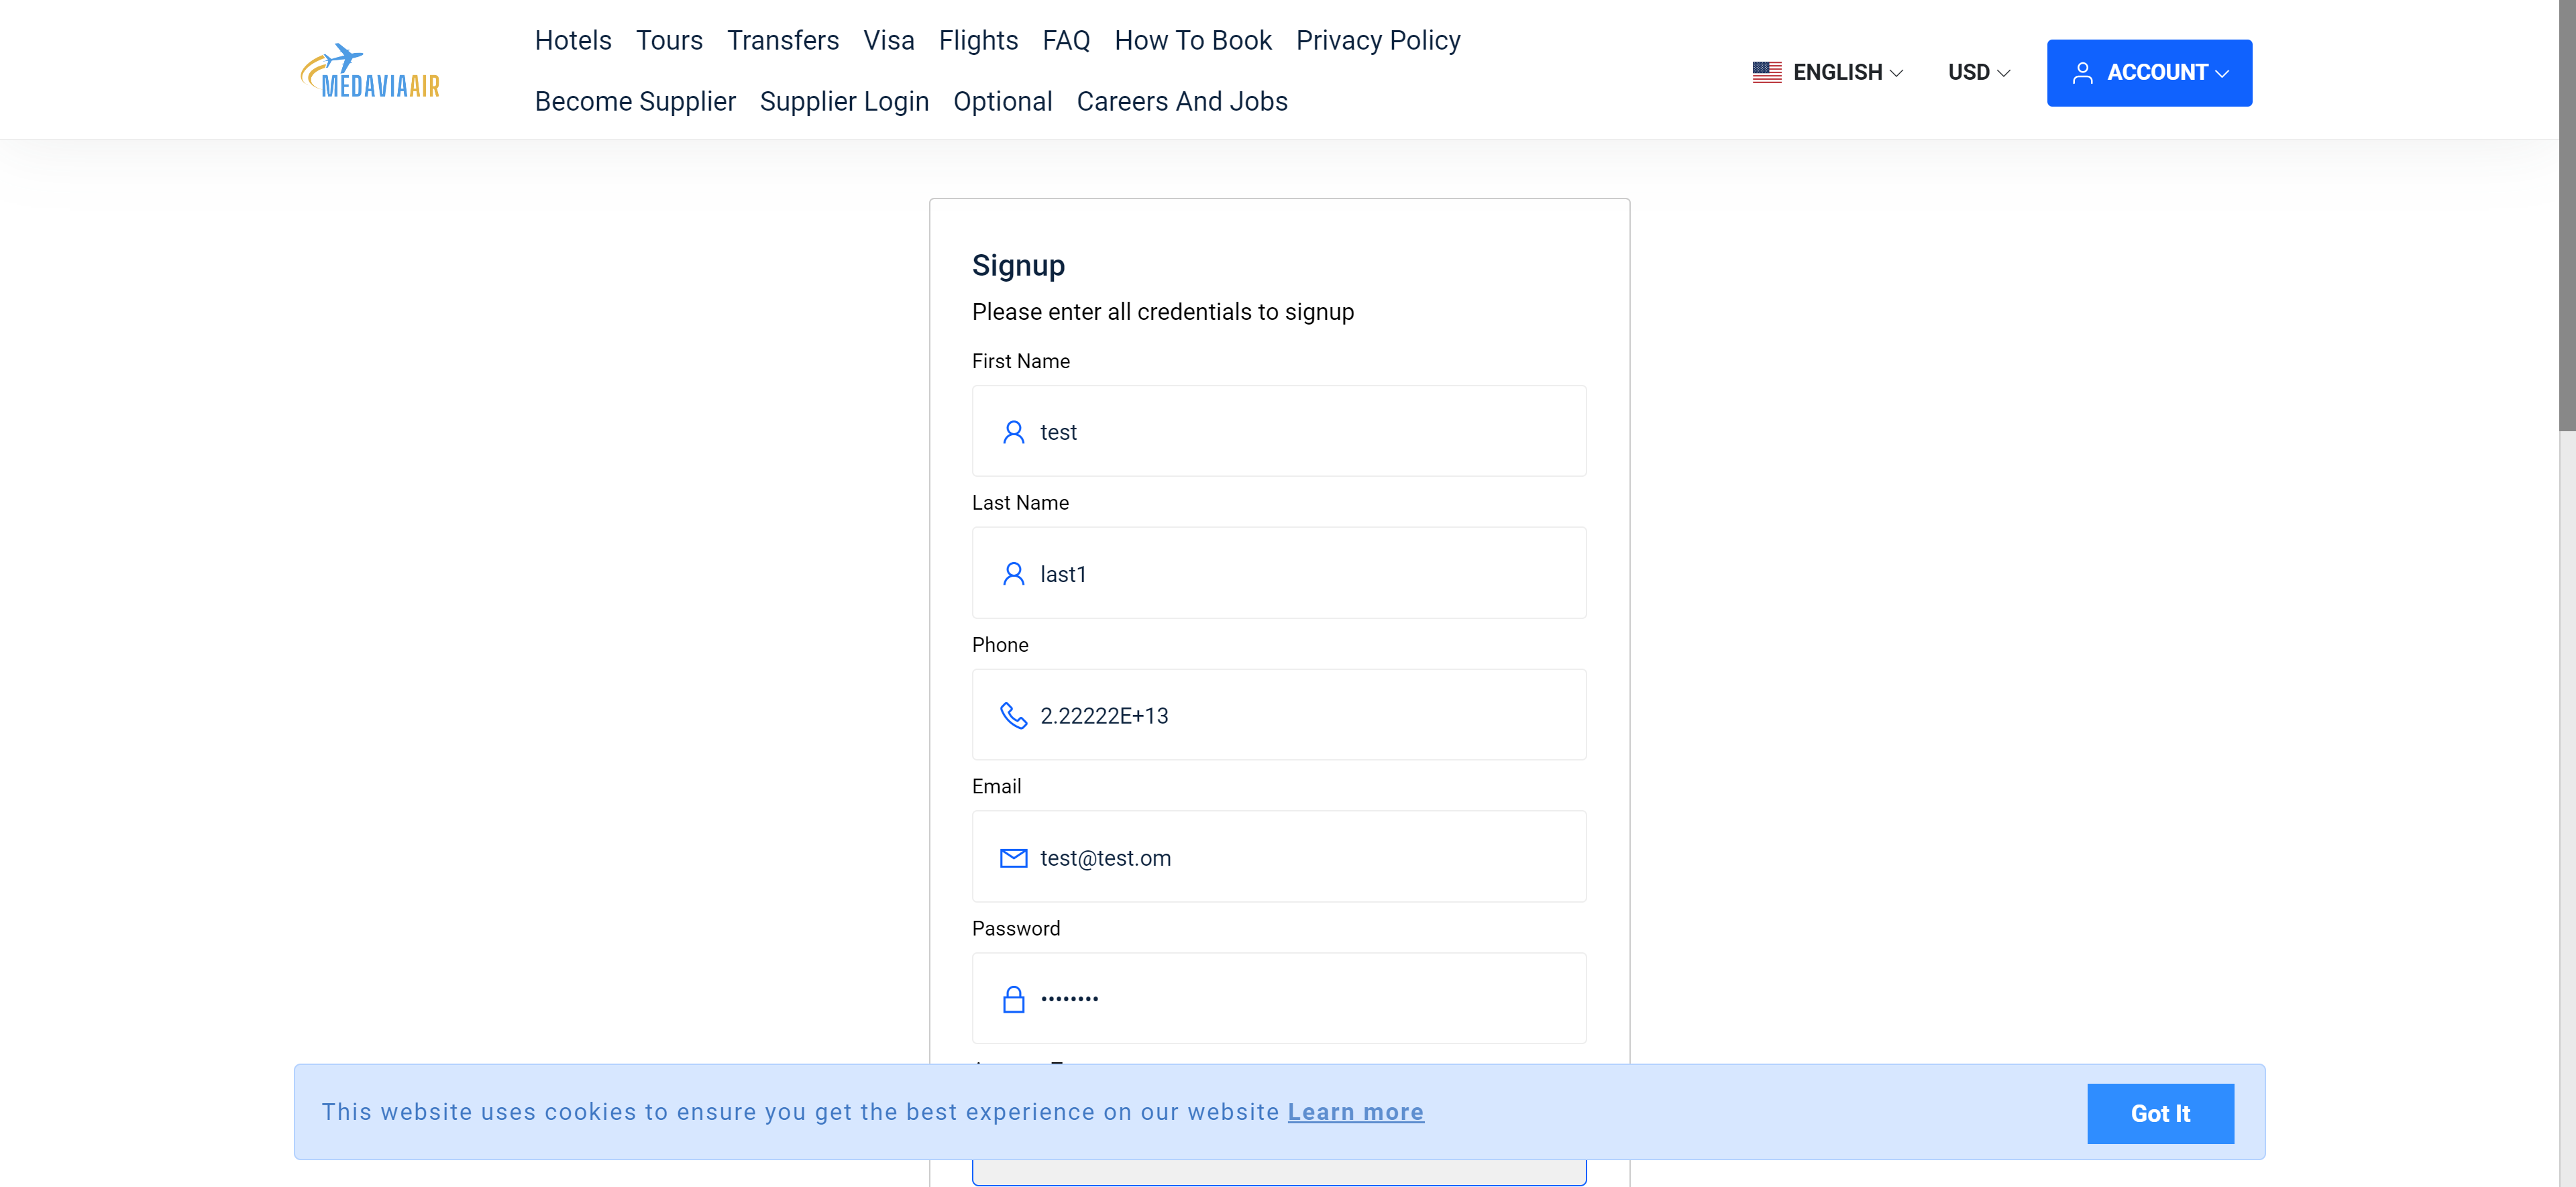 MEDAVIAAIR
Hotels Tours Transfers Visa Flights FAQ How To Book Privacy Policy
Become Supplier Supplier Login Optional Careers And Jobs
ENGLISH USD ACCOUNT
Signup
Please enter all credentials to signup
First Name
test
Last Name
last1
Phone
2.22222E+13
Email
test@test.om
Password
••••••••
This website uses cookies to ensure you get the best experience on our website Learn more
Got It